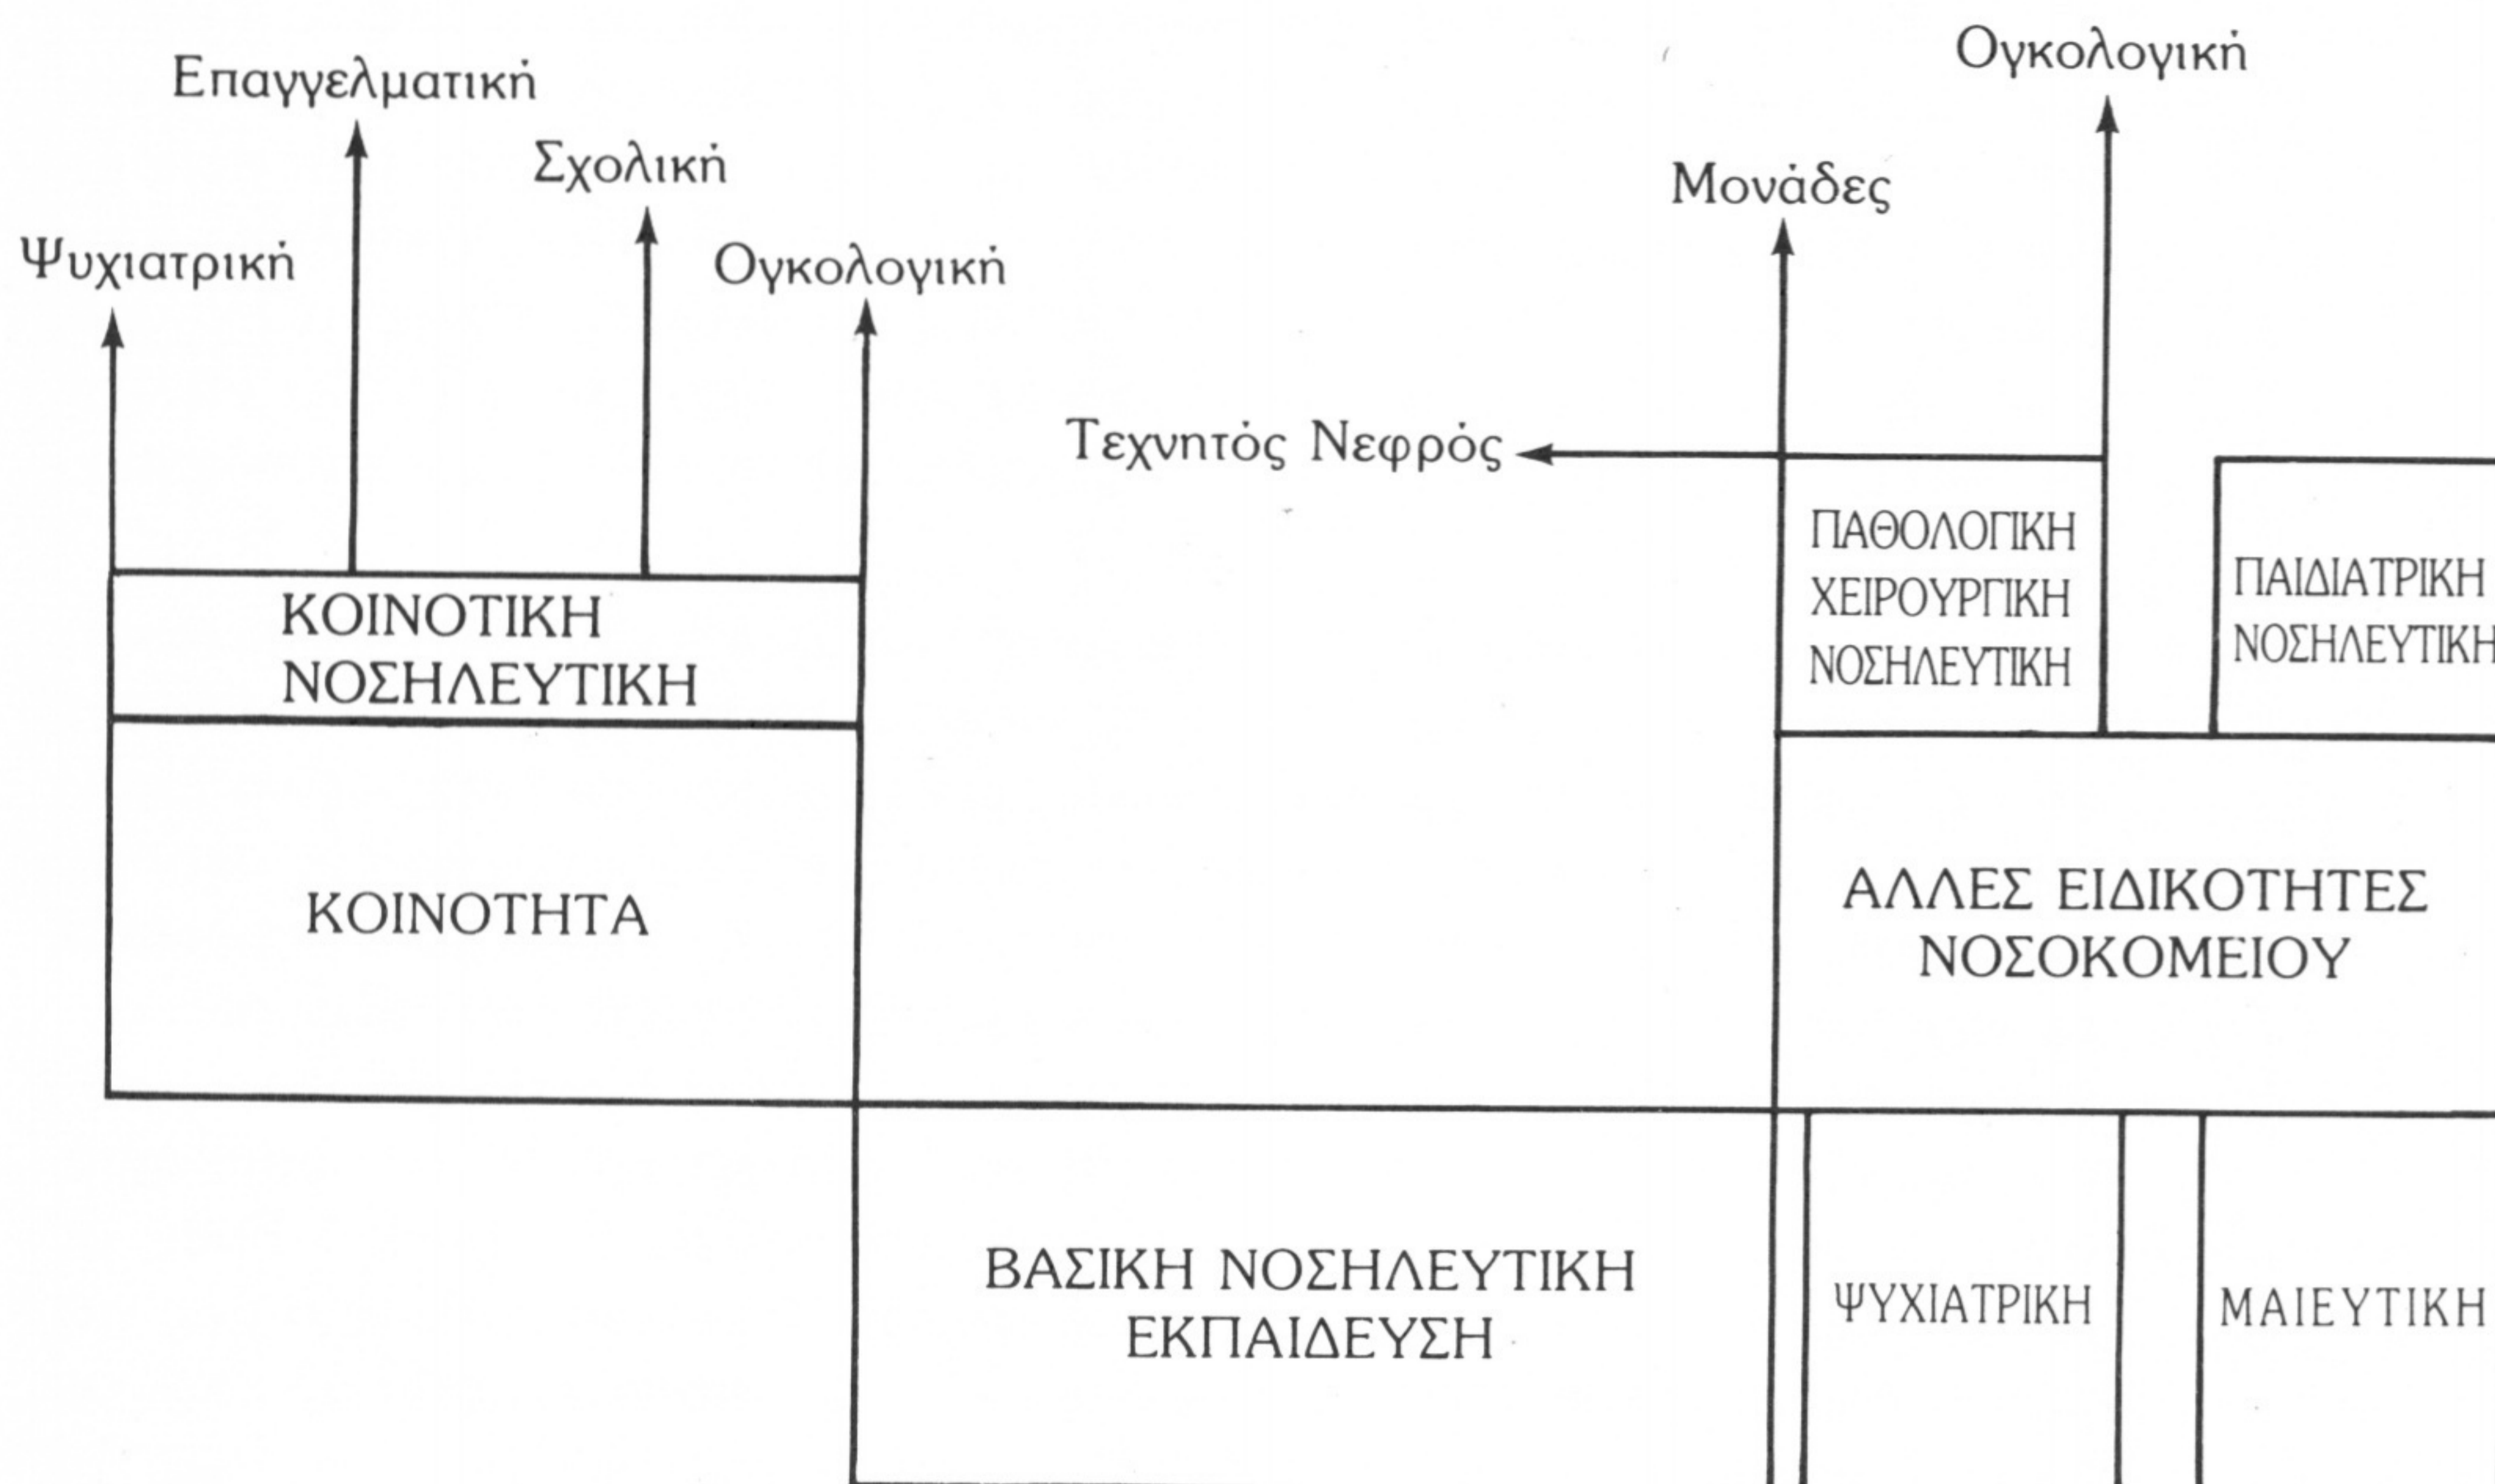 Επαγγελματική
Σχολική
Ψυχιατρική
Ογκολογική
Ογκολογική
Μονάδες
Τεχνητός Νεφρός
ΚΟΙΝΟΤΙΚΗ
ΝΟΣΗΛΕΥΤΙΚΗ
ΠΑΘΟΛΟΓΙΚΗ
ΧΕΙΡΟΥΡΓΙΚΗ
ΝΟΣΗΛΕΥΤΙΚΗ
ΠΑΙΔΙΑΤΡΙΚΗ
ΝΟΣΗΛΕΥΤΙΚΗ
ΚΟΙΝΟΤΗΤΑ
ΑΛΛΕΣ ΕΙΔΙΚΟΤΗΤΕΣ
ΝΟΣΟΚΟΜΕΙΟΥ
ΒΑΣΙΚΗ ΝΟΣΗΛΕΥΤΙΚΗ
ΕΚΠΑΙΔΕΥΣΗ
ΨΥΧΙΑΤΡΙΚΗ
ΜΑΙΕΥΤΙΚΗ